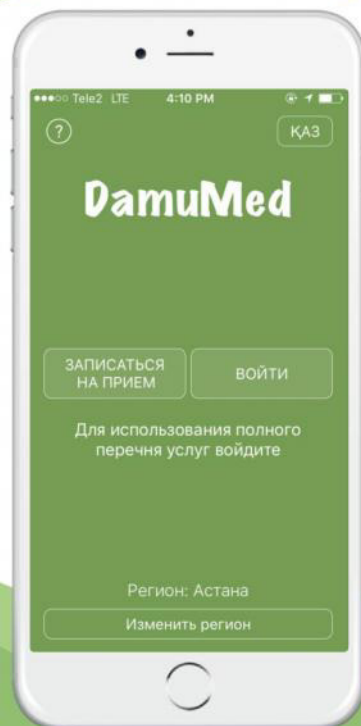 Tele2 LTE 4:10 PM
? ҚАЗ
DamuMed
ЗАПИСАТЬСЯ
НА ПРИЕМ
ВОЙТИ
Для использования полного
перечня услуг войдите
Регион: Астана
Изменить регион